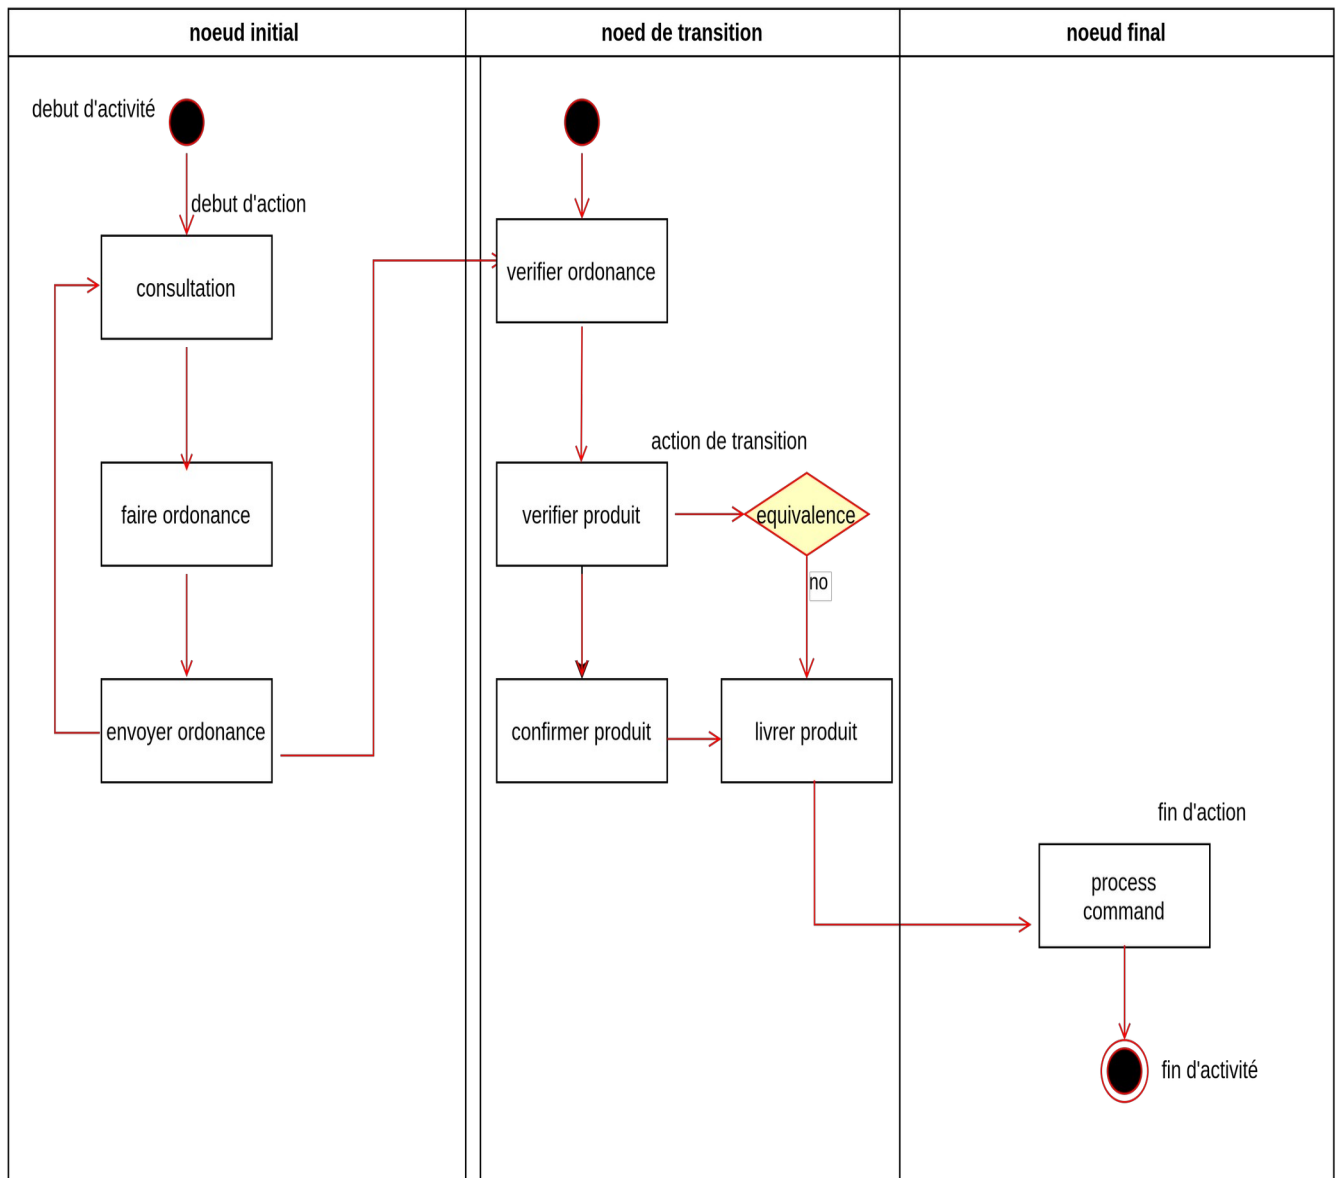 noeud initial
noed de transition
noeud final
debut d'activité
debut d'action
consultation
faire ordonance
envoyer ordonance
verifier ordonance
action de transition
verifier produit
equivalence
no
confirmer produit
livrer produit
fin d'action
process
command
fin d'activité